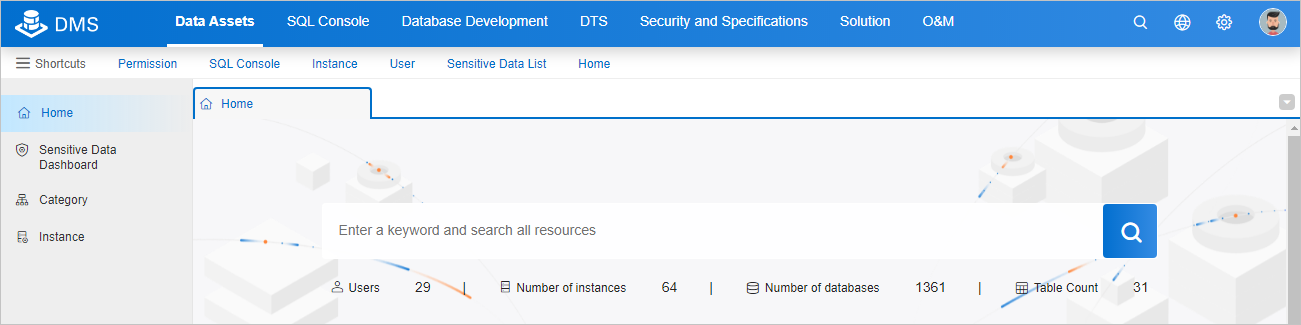 DMS Data Assets SQL Console Database Development DTS Security and Specifications Solution O&M
Shortcuts Permission SQL Console Instance User Sensitive Data List Home
Home
Home
Sensitive Data
Dashboard
Category
Instance
Enter a keyword and search all resources
Users 29 | Number of instances 64 | Number of databases 1361 | Table Count 31